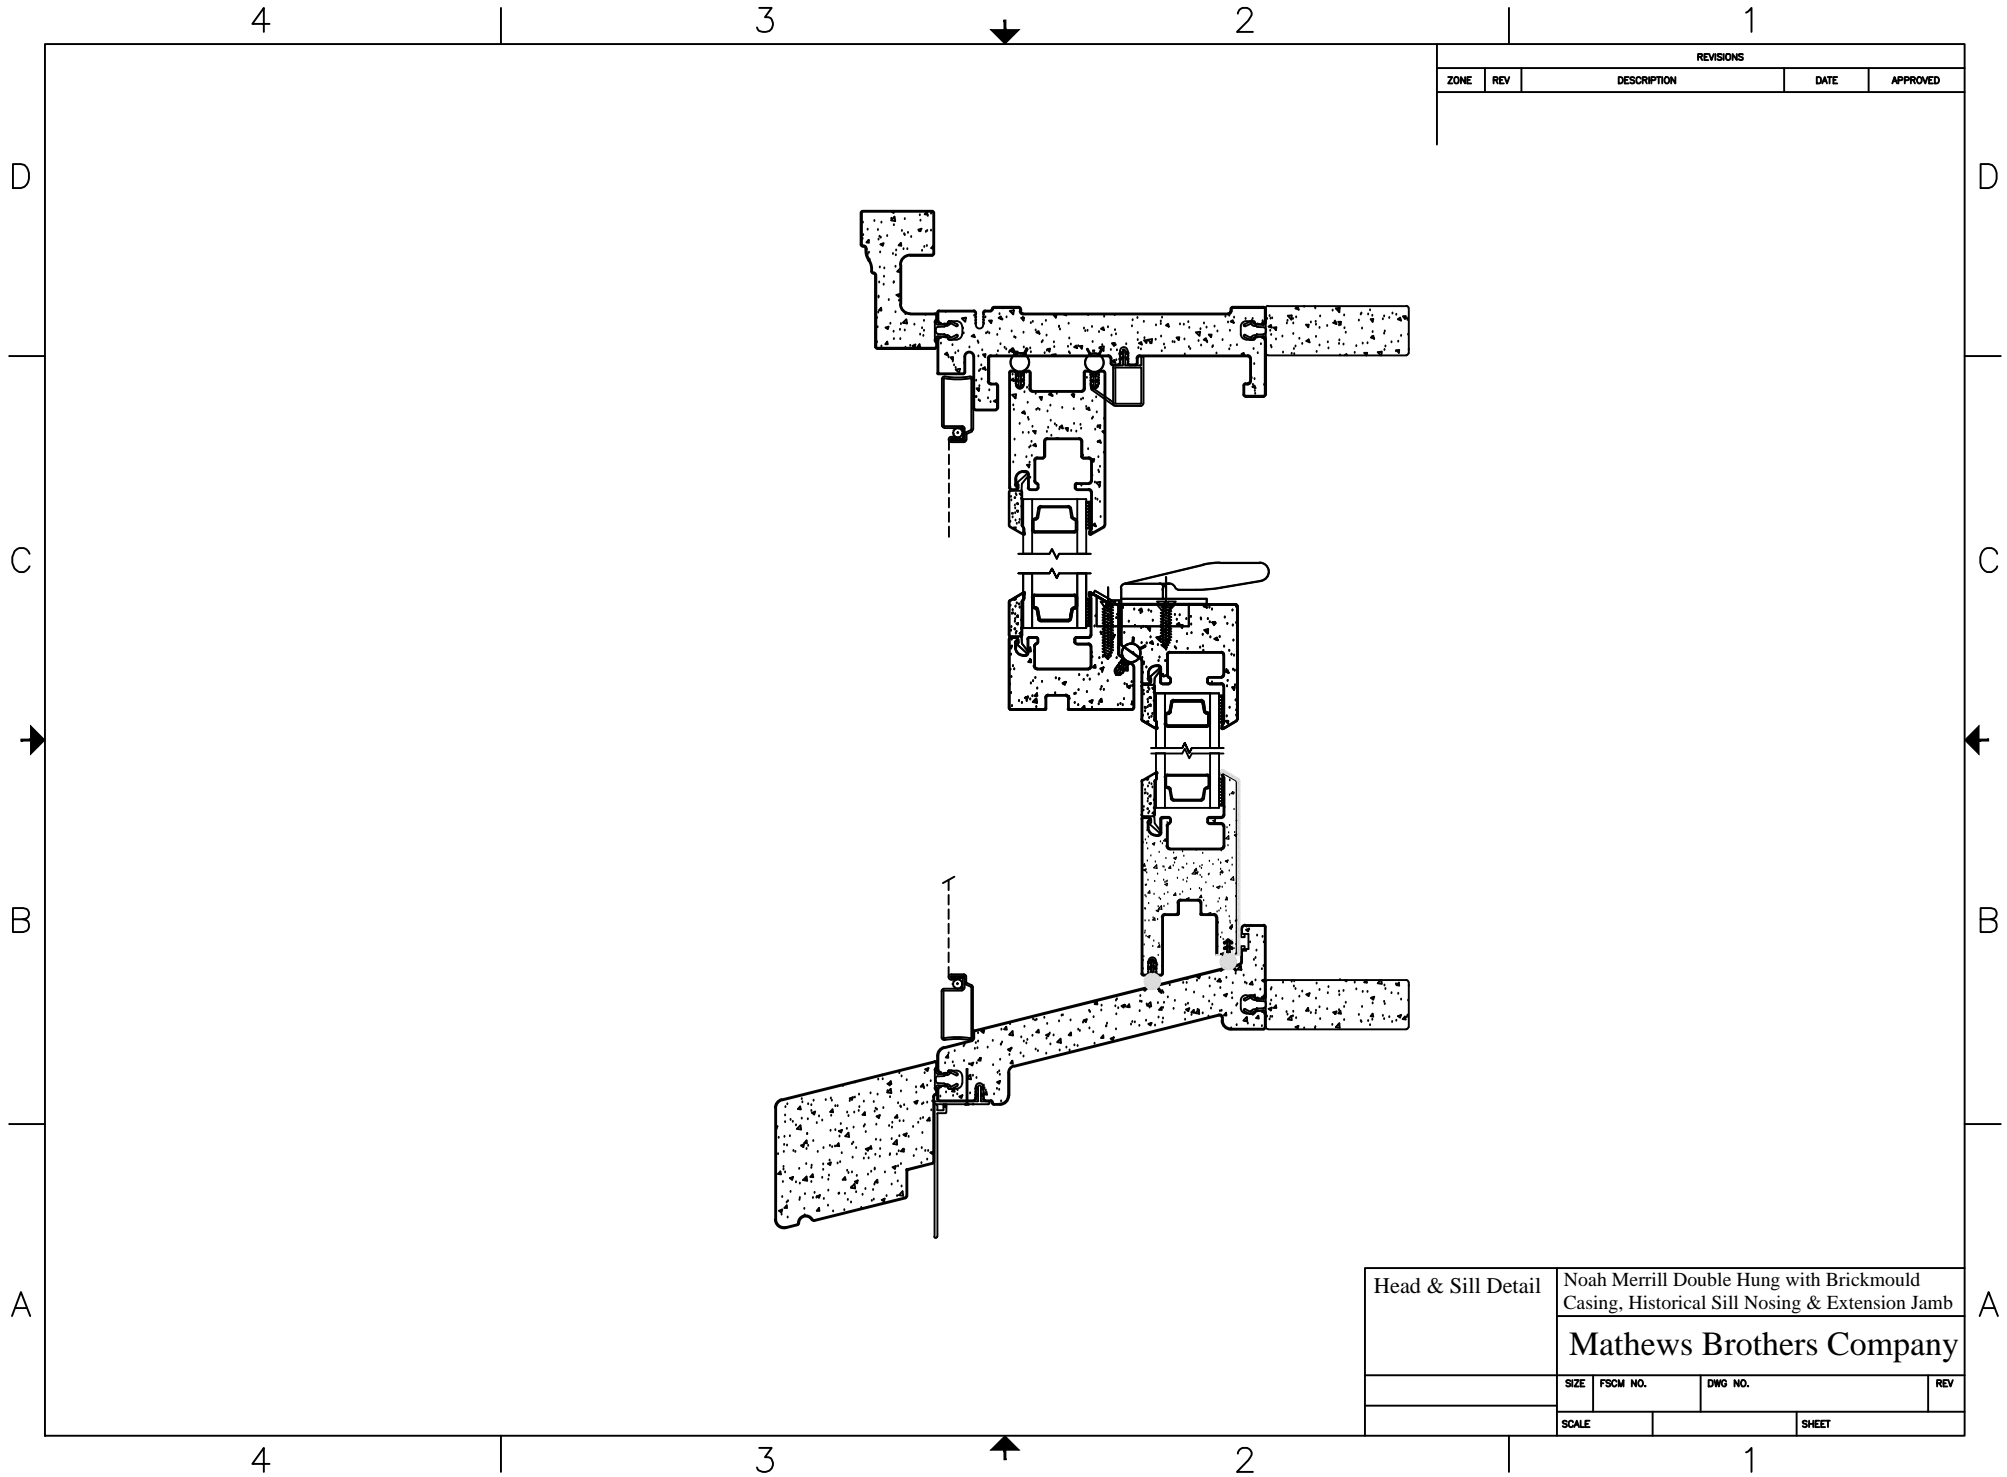 4 3 2 1
REVISIONS
ZONE REV DESCRIPTION DATE APPROVED
D D
C C
B B
A A
Head & Sill Detail
Noah Merrill Double Hung with Brickmould
Casing, Historical Sill Nosing & Extension Jamb
Mathews Brothers Company
SIZE FSCM NO. DWG NO. REV
SCALE SHEET
4 3 2 1